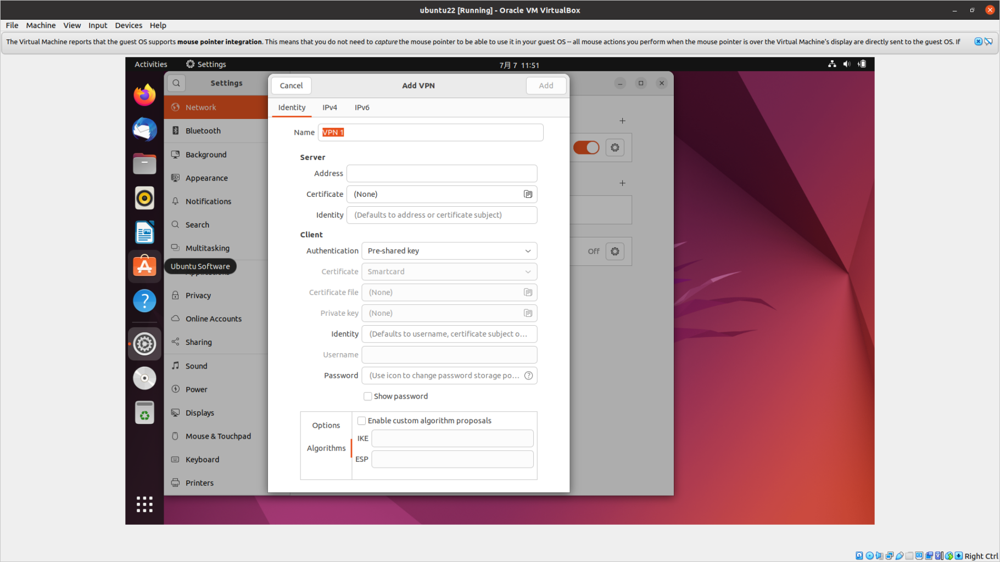 ubuntu22 [Running] - Oracle VM VirtualBox
File Machine View Input Devices Help
The Virtual Machine reports that the guest OS supports mouse pointer integration. This means that you do not need to capture the mouse pointer to be able to use it in your guest OS -- all mouse actions you perform when the mouse pointer is over the Virtual Machine's display are directly sent to the guest OS. If
Activities Settings 7月 7 11:51
Settings
Cancel Add VPN Add
Network
Identity IPv4 IPv6
Bluetooth
Name VPN 1
Background
Server
Appearance
Address
Certificate (None)
Notifications
Identity (Defaults to address or certificate subject)
Search
Client
Multitasking
Authentication Pre-shared key
Off
Ubuntu Software
Certificate Smartcard
Certificate file (None)
Privacy
Private key (None)
Online Accounts
Identity (Defaults to username, certificate subject o...
Sharing
Username
Sound
Password (Use icon to change password storage po...
Power
Show password
Displays
Options
Enable custom algorithm proposals
Mouse & Touchpad
IKE
Algorithms
Keyboard
ESP
Printers
Right Ctrl